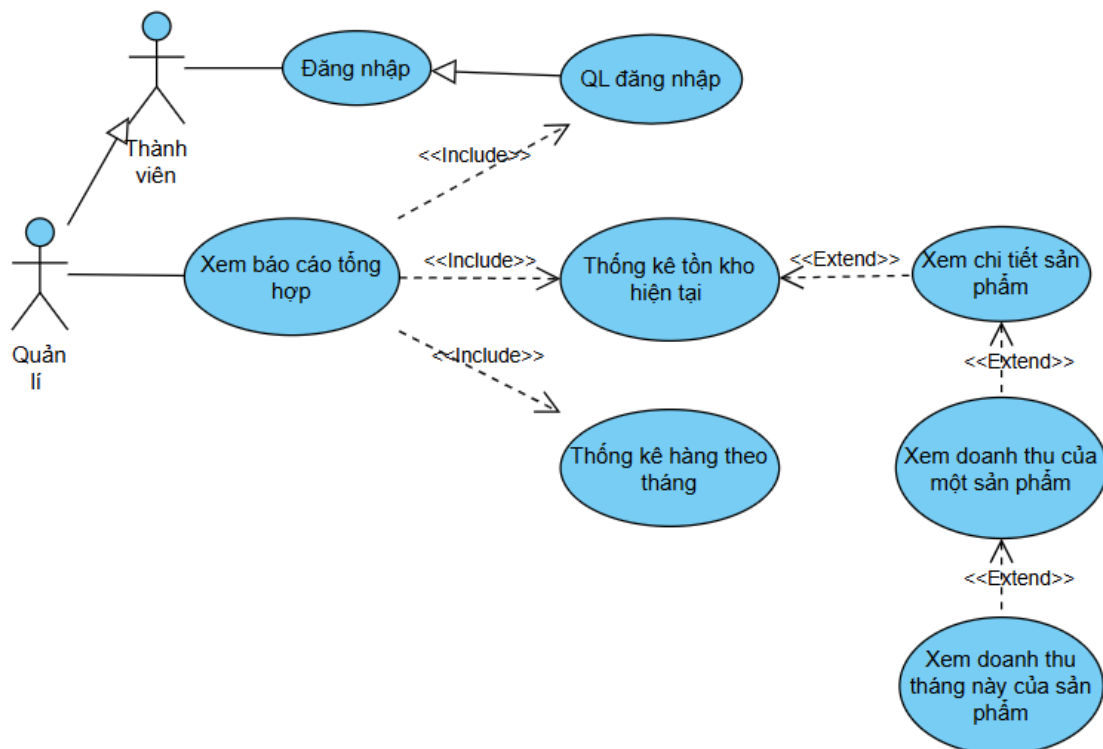 Đăng nhập
QL đăng nhập
Thành
viên
<<Include>>
Xem báo cáo tổng
hợp
<<Include>>
Thống kê tồn kho
hiện tại
<<Extend>>
Xem chi tiết sản
phẩm
Quản
lí
<<Include>>
<<Extend>>
Thống kê hàng theo
tháng
Xem doanh thu của
một sản phẩm
<<Extend>>
Xem doanh thu
tháng này của sản
phẩm